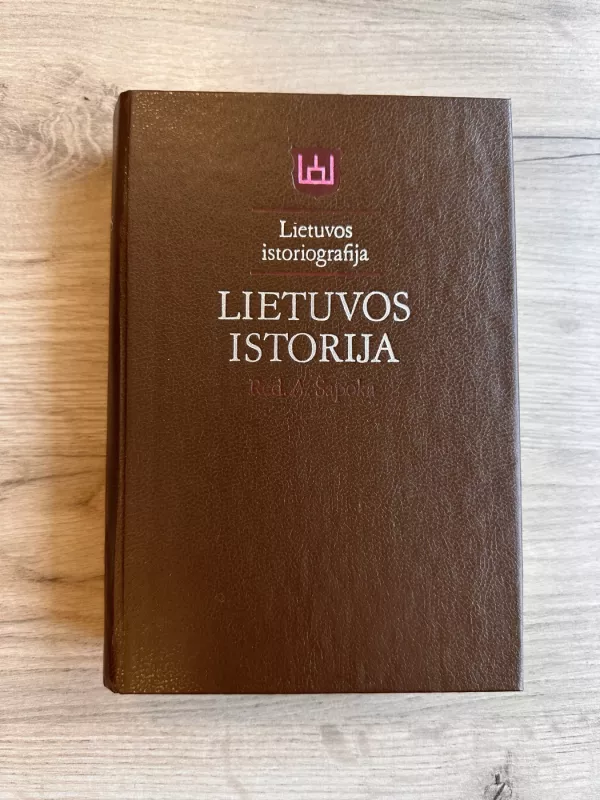 Lietuvos
istoriografija
LIETUVOS
ISTORIJA
Red. A. Šapoka